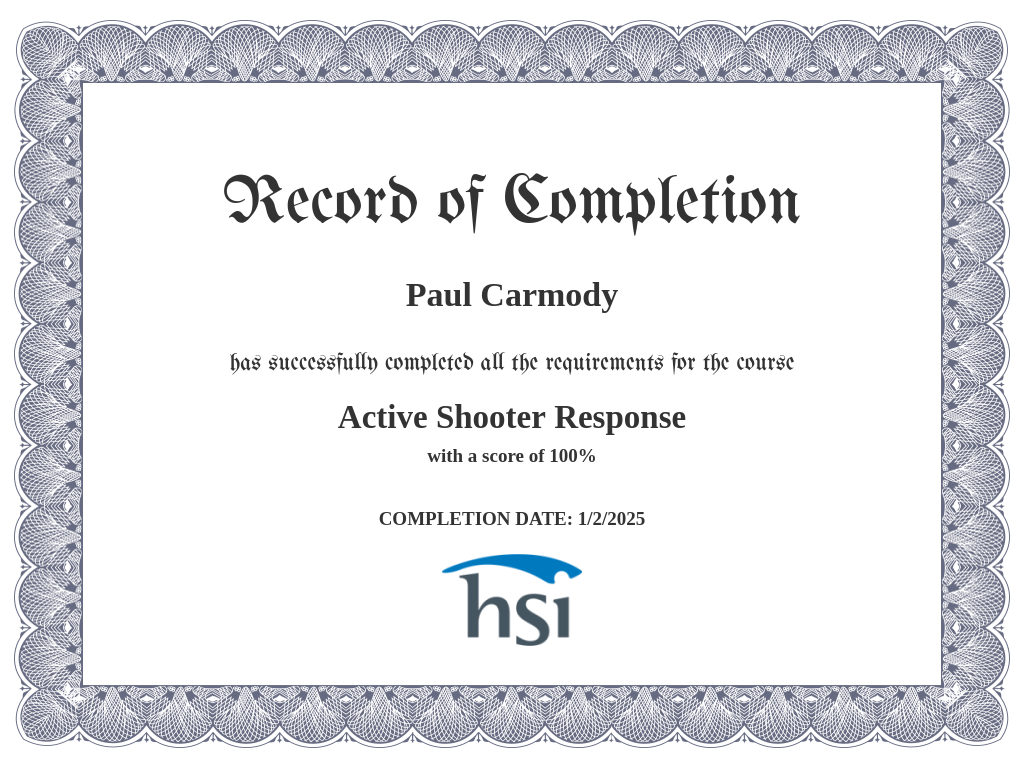 Record of Completion
Paul Carmody
has successfully completed all the requirements for the course
Active Shooter Response
with a score of 100%
COMPLETION DATE: 1/2/2025
hsi